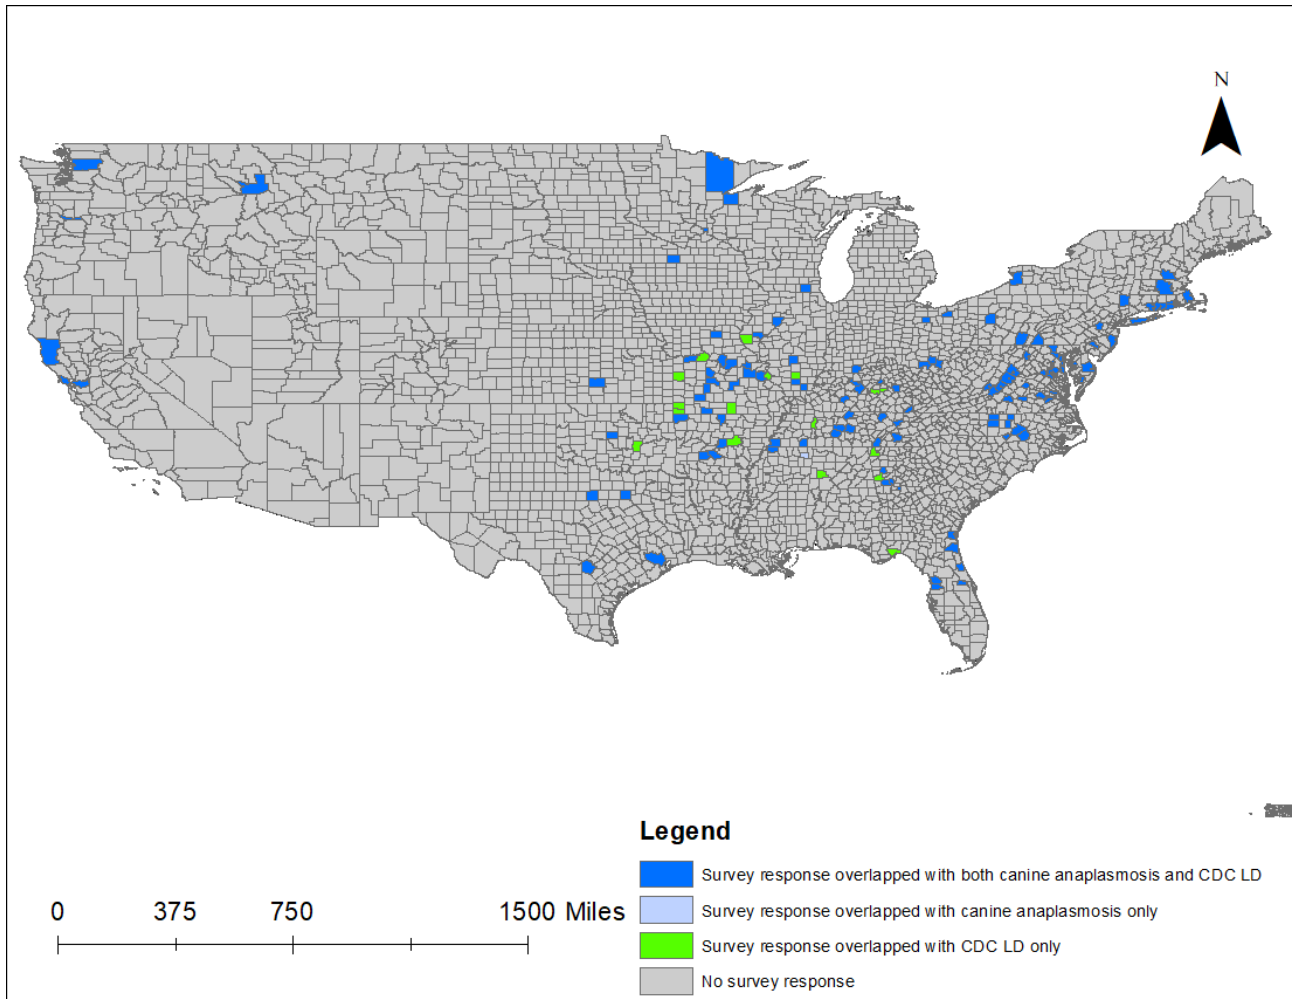 N
Legend
Survey response overlapped with both canine anaplasmosis and CDC LD
Survey response overlapped with canine anaplasmosis only
Survey response overlapped with CDC LD only
No survey response
0 375 750 1500 Miles